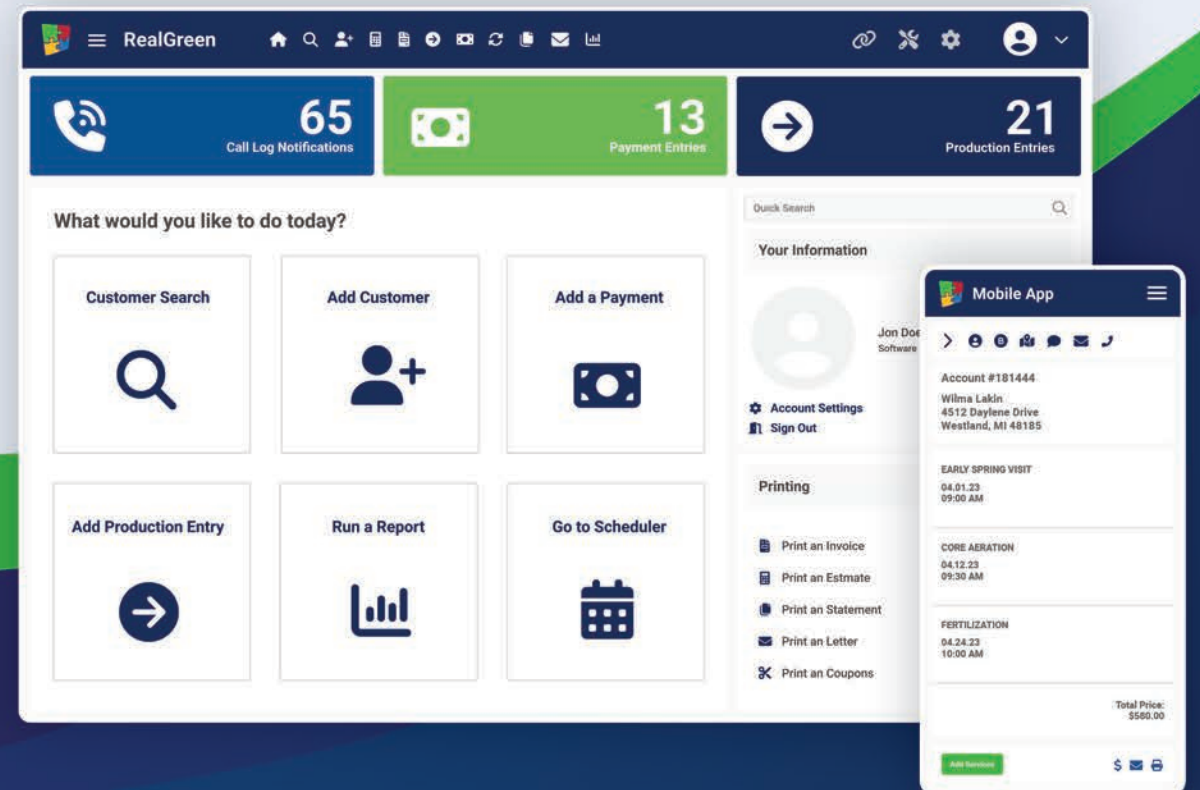 RealGreen
65
Call Log Notifications
13
Payment Entries
21
Production Entries
What would you like to do today?
Customer Search
Add Customer
Add a Payment
Add Production Entry
Run a Report
Go to Scheduler
Quick Search
Your Information
Jon Doe
Software
Account Settings
Sign Out
Printing
Print an Invoice
Print an Estmate
Print an Statement
Print an Letter
Print an Coupons
Mobile App
Account #181444
Wilma Lakin
4512 Daylene Drive
Westland, MI 48185
EARLY SPRING VISIT
04.01.23
09:00 AM
CORE AERATION
04.12.23
09:30 AM
FERTILIZATION
04.24.23
10:00 AM
Total Price:
$580.00
Add Services